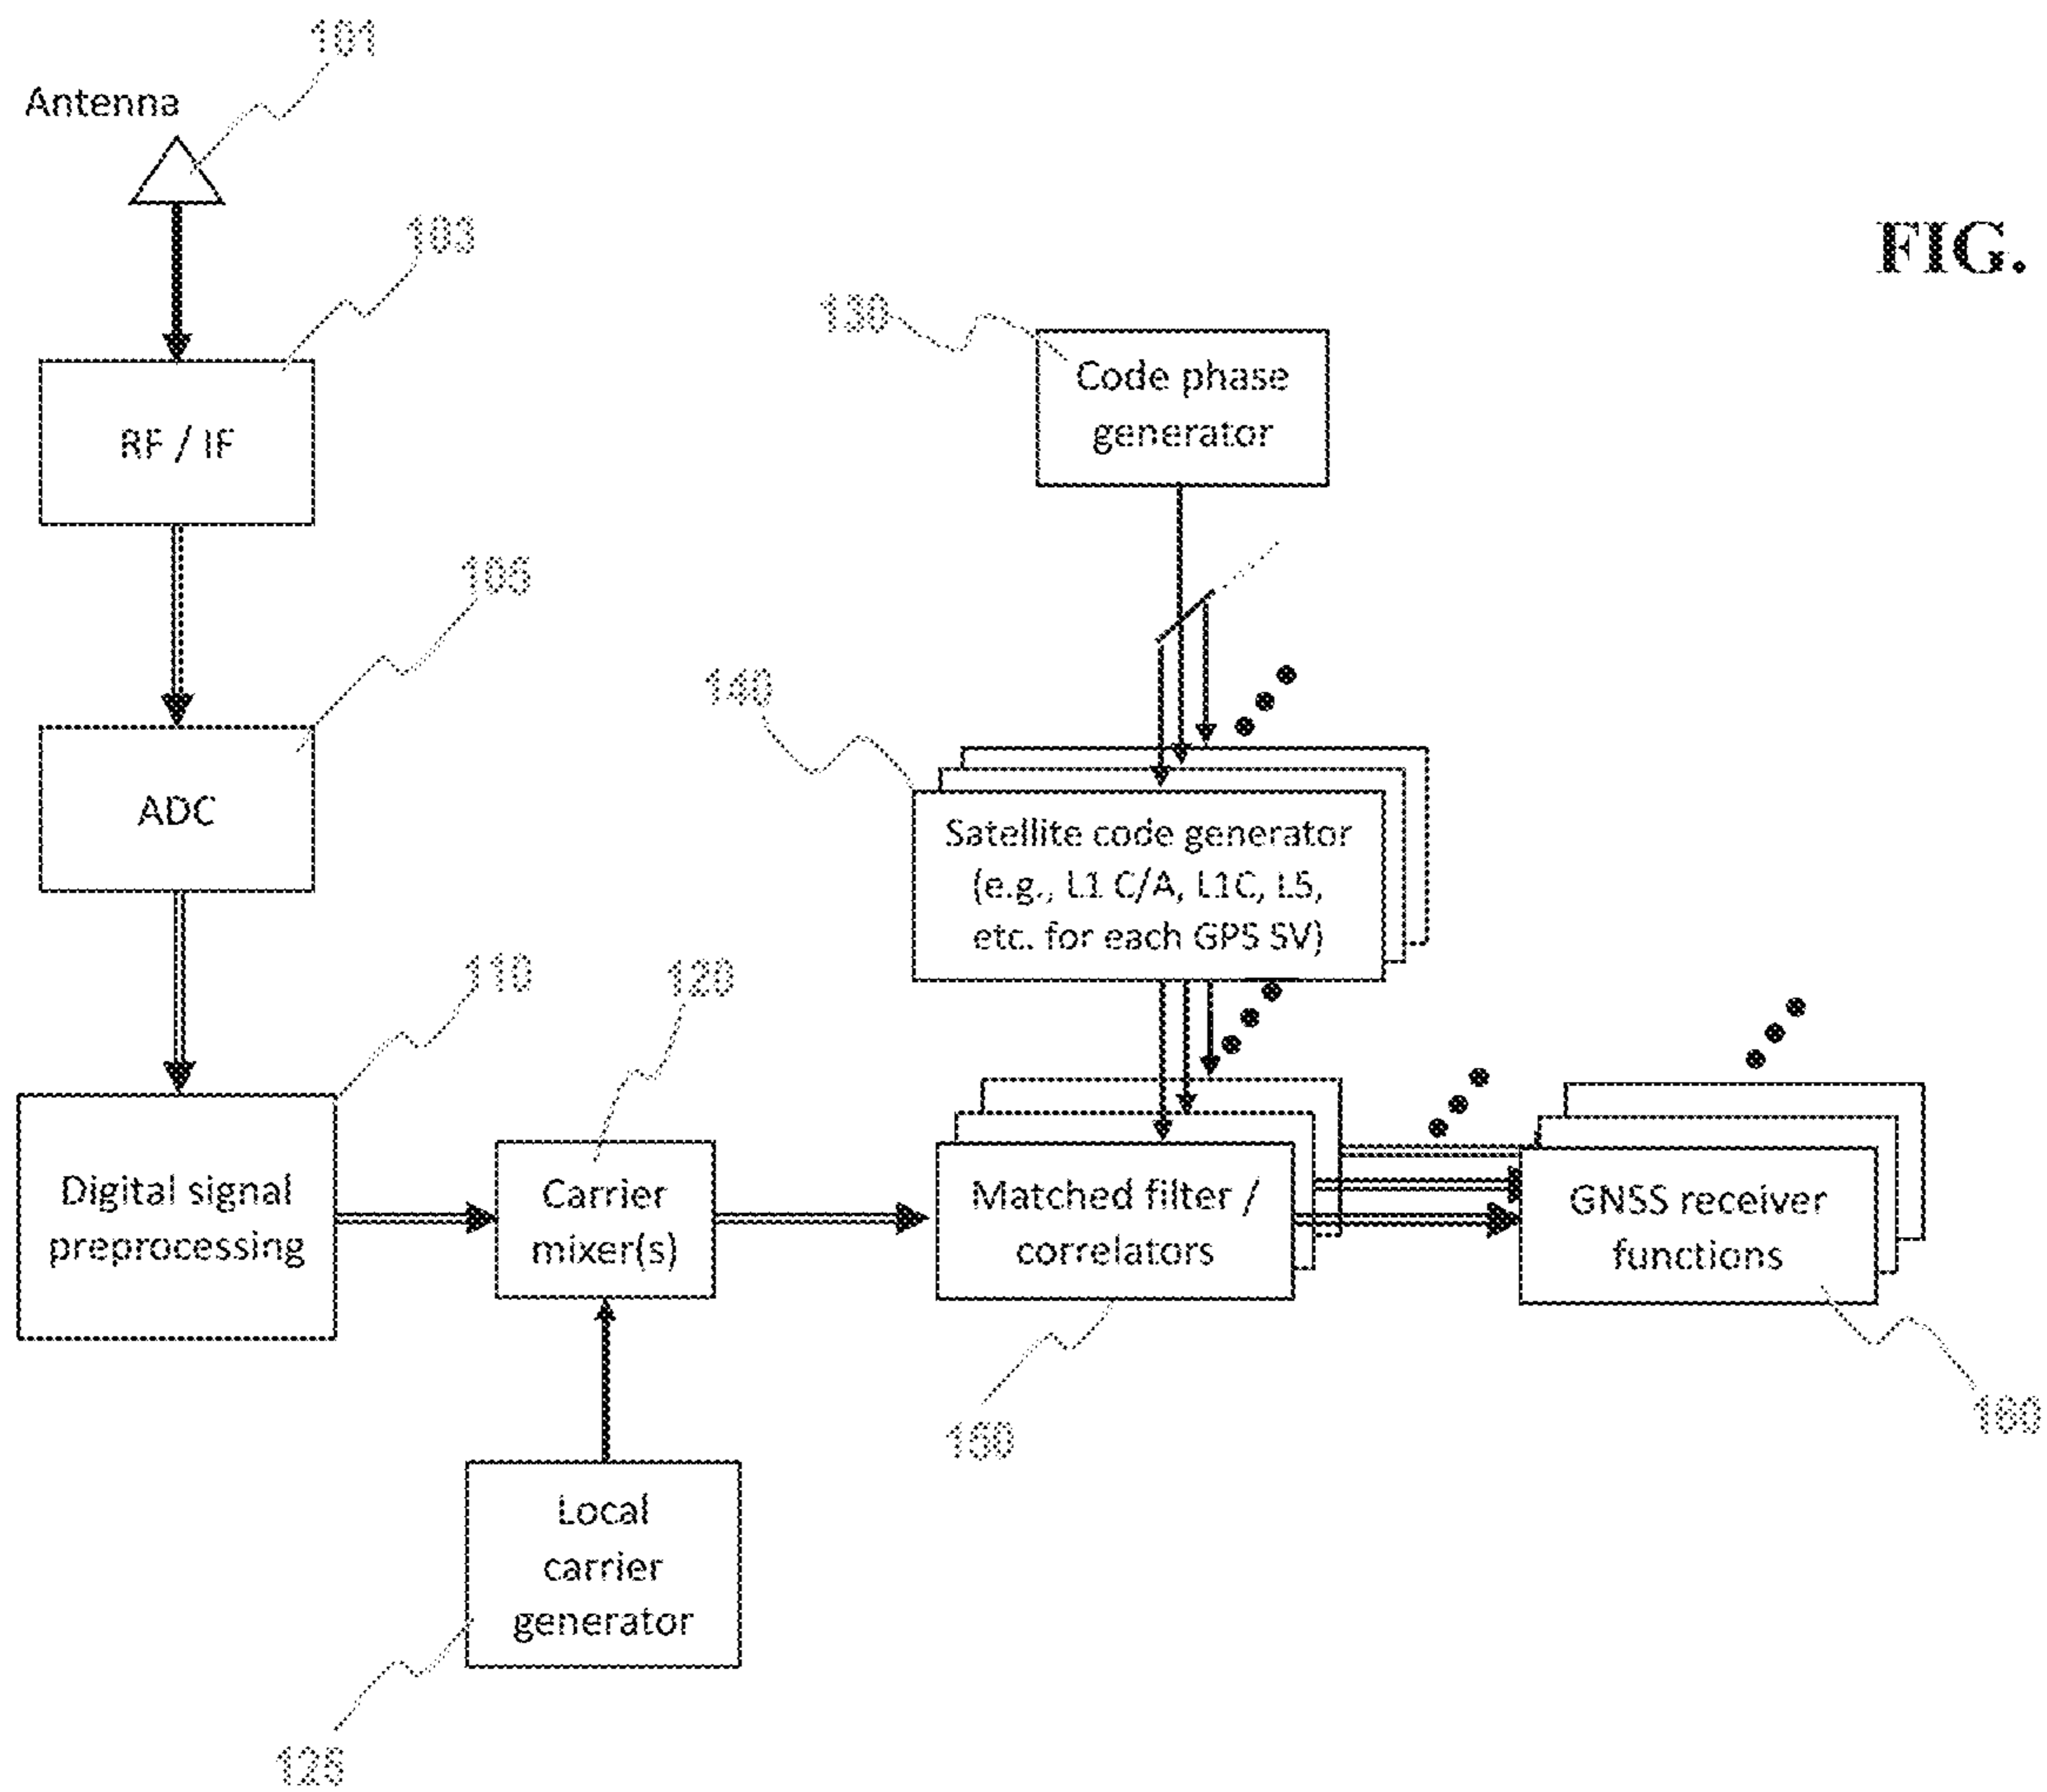 101
Antenna
103
FIG.
130
Code phase
generator
RF / IF
105
140
ADC
Satellite code generator
(e.g., L1 C/A, L1C, L5,
etc. for each GPS SV)
110
120
Digital signal
preprocessing
Carrier
mixer(s)
Matched filter /
correlators
GNSS receiver
functions
150
160
Local
carrier
generator
125